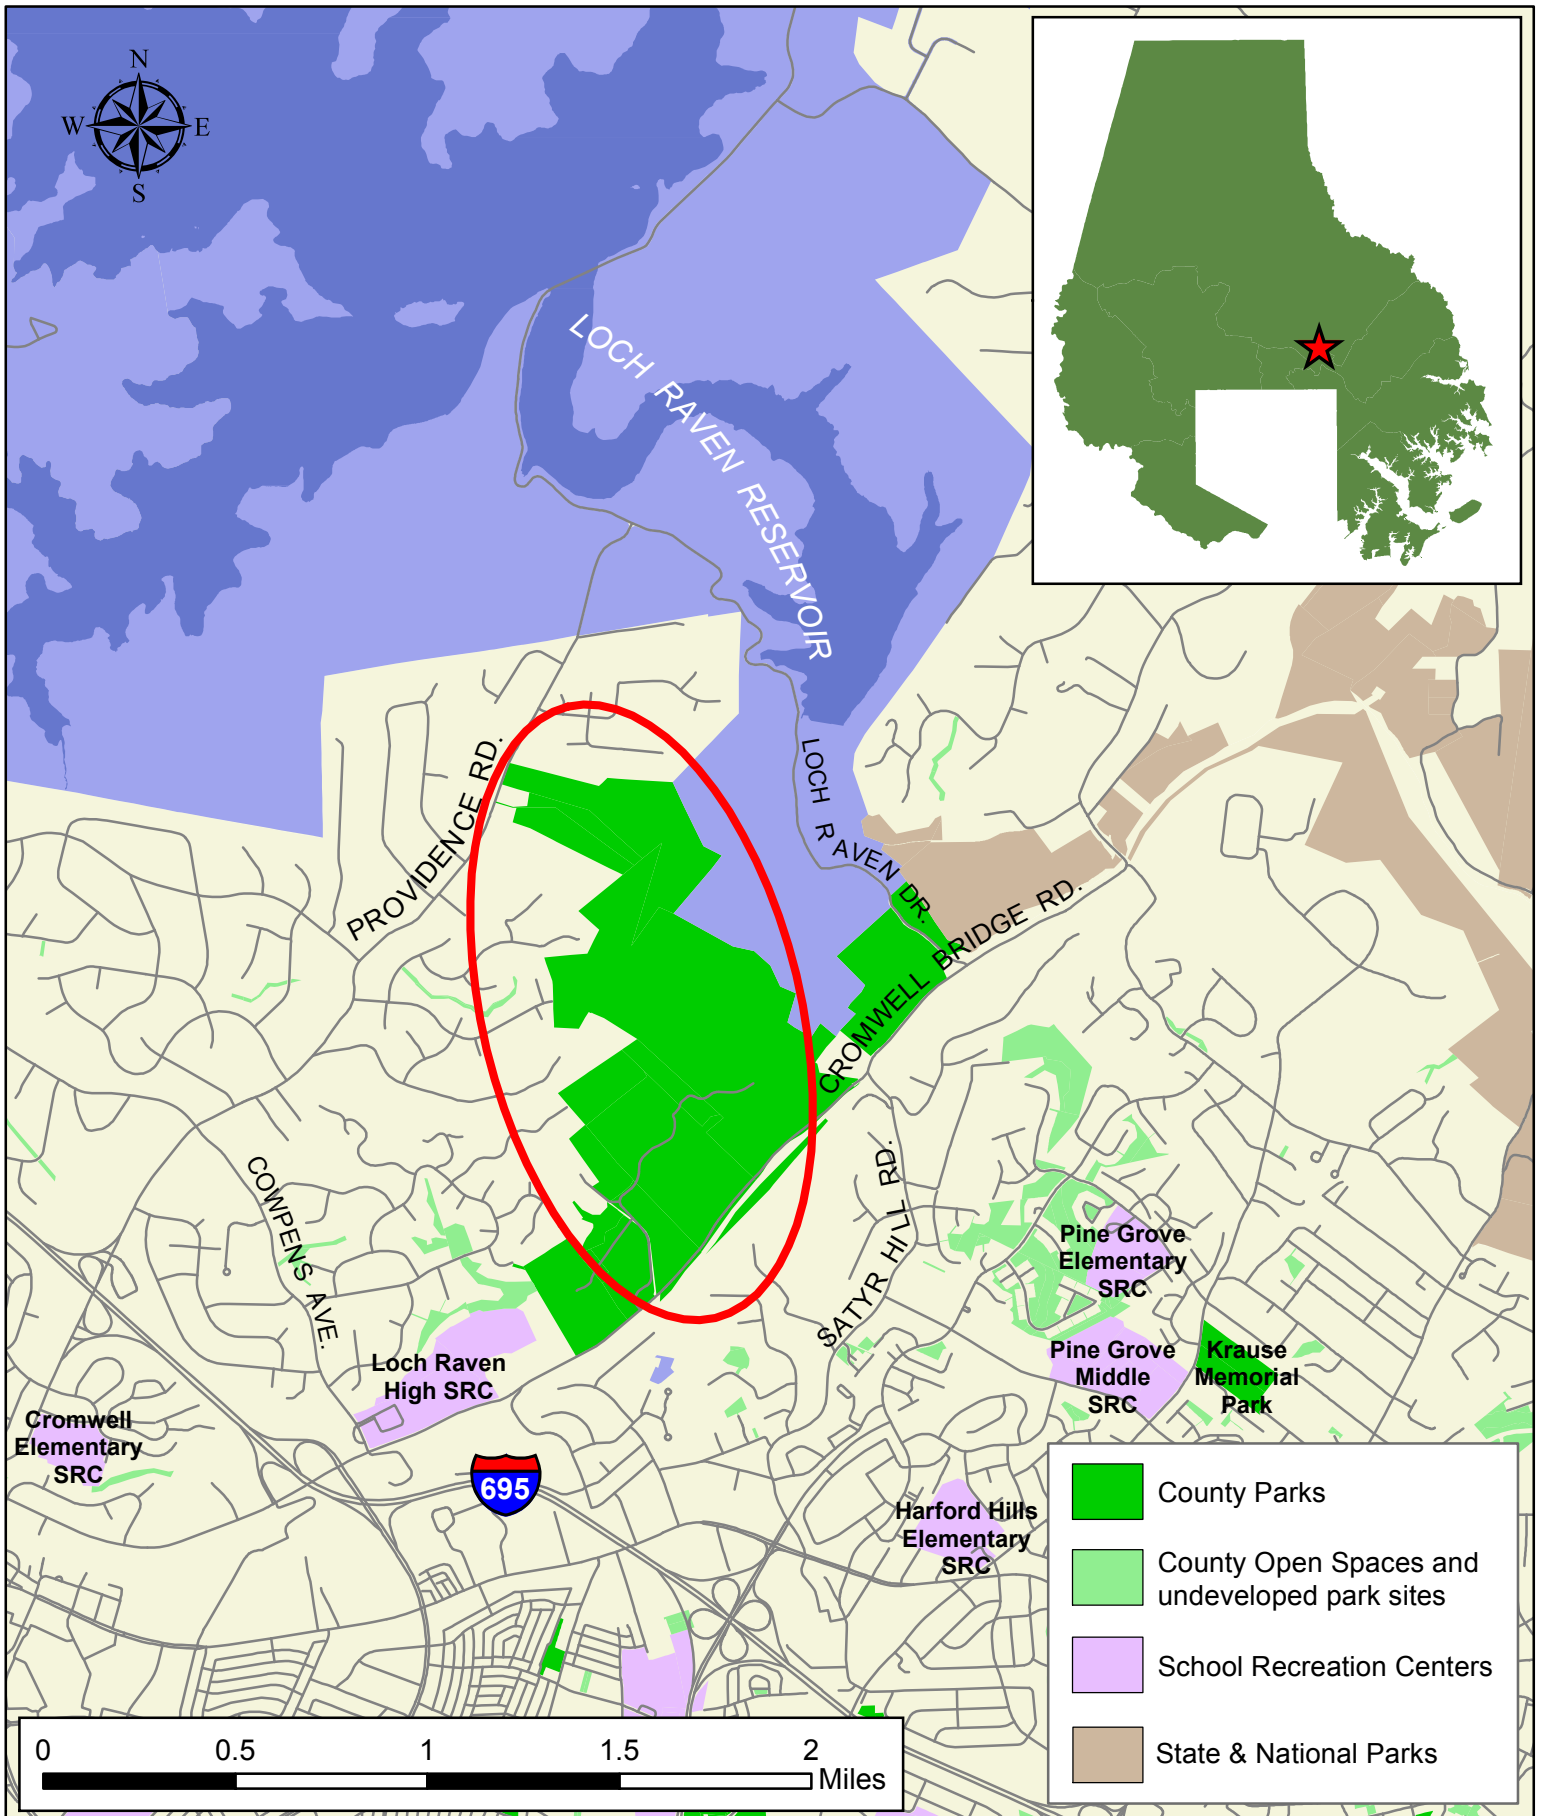 N
W E
S
LOCH RAVEN RESERVOIR
PROVIDENCE RD.
LOCH RAVEN DR.
CROMWELL BRIDGE RD.
COWPENS AVE.
SATYR HILL RD.
Pine Grove
Elementary
SRC
Loch Raven
High SRC
Pine Grove
Middle
SRC
Krause
Memorial
Park
Cromwell
Elementary
SRC
695
Harford Hills
Elementary
SRC
County Parks
County Open Spaces and
undeveloped park sites
School Recreation Centers
State & National Parks
0 0.5 1 1.5 2
Miles